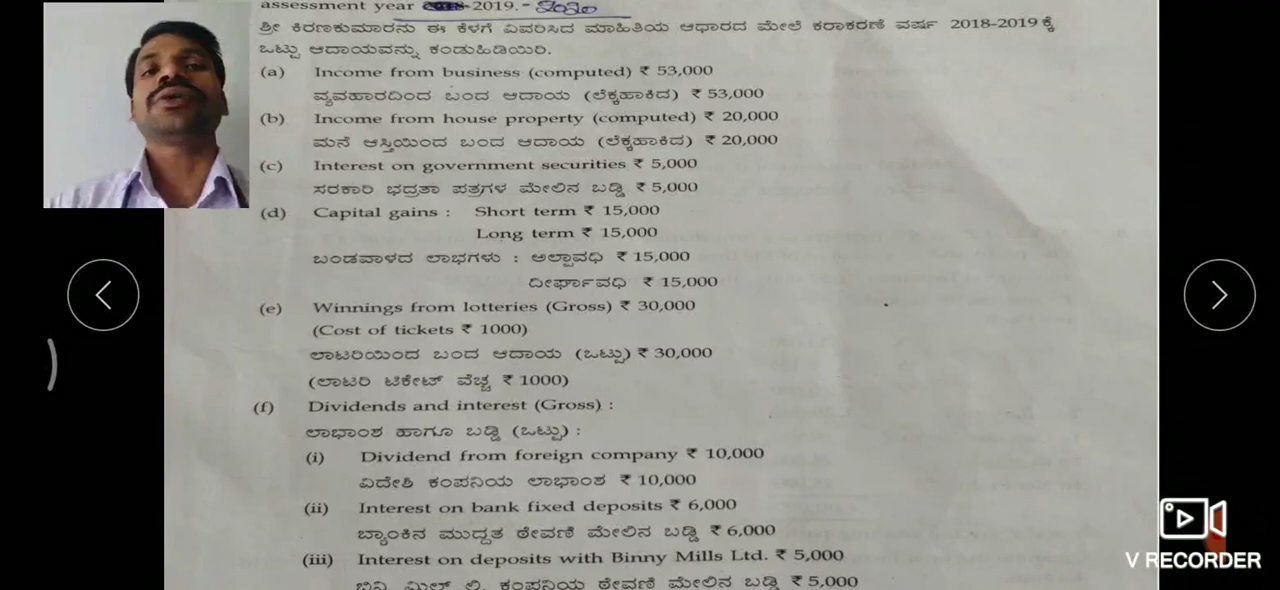 assessment year 2018-2019. - 2020
ಶ್ರೀ ಕಿರಣಕುಮಾರನು ಈ ಕೆಳಗೆ ವಿವರಿಸಿದ ಮಾಹಿತಿಯ ಆಧಾರದ ಮೇಲೆ ಕರಾಕರಣೆ ವರ್ಷ 2018-2019ಕ್ಕೆ
ಒಟ್ಟು ಆದಾಯವನ್ನು ಕಂಡುಹಿಡಿಯಿರಿ.
(a) Income from business (computed) ₹ 53,000
ವ್ಯವಹಾರದಿಂದ ಬಂದ ಆದಾಯ (ಲೆಕ್ಕಹಾಕಿದ) ₹ 53,000
(b) Income from house property (computed) ₹ 20,000
ಮನೆ ಆಸ್ತಿಯಿಂದ ಬಂದ ಆದಾಯ (ಲೆಕ್ಕಹಾಕಿದ) ₹ 20,000
(c) Interest on government securities ₹ 5,000
ಸರಕಾರಿ ಭದ್ರತಾ ಪತ್ರಗಳ ಮೇಲಿನ ಬಡ್ಡಿ ₹ 5,000
(d) Capital gains : Short term ₹ 15,000
Long term ₹ 15,000
ಬಂಡವಾಳದ ಲಾಭಗಳು : ಅಲ್ಪಾವಧಿ ₹ 15,000
ದೀರ್ಘಾವಧಿ ₹ 15,000
(e) Winnings from lotteries (Gross) ₹ 30,000
(Cost of tickets ₹ 1000)
ಲಾಟರಿಯಿಂದ ಬಂದ ಆದಾಯ (ಒಟ್ಟು) ₹ 30,000
(ಲಾಟರಿ ಟಿಕೇಟ್ ವೆಚ್ಚ ₹ 1000)
(f) Dividends and interest (Gross) :
ಲಾಭಾಂಶ ಹಾಗೂ ಬಡ್ಡಿ (ಒಟ್ಟು) :
(i) Dividend from foreign company ₹ 10,000
ವಿದೇಶಿ ಕಂಪನಿಯ ಲಾಭಾಂಶ ₹ 10,000
(ii) Interest on bank fixed deposits ₹ 6,000
ಬ್ಯಾಂಕಿನ ಮುದ್ದತ ಠೇವಣಿ ಮೇಲಿನ ಬಡ್ಡಿ ₹ 6,000
(iii) Interest on deposits with Binny Mills Ltd. ₹ 5,000
ಬಿನಿ ಮಿಲ್ ಲಿ. ಕಂಪನಿಯ ಠೇವಣಿ ಮೇಲಿನ ಬಡ್ಡಿ ₹ 5,000
V RECORDER